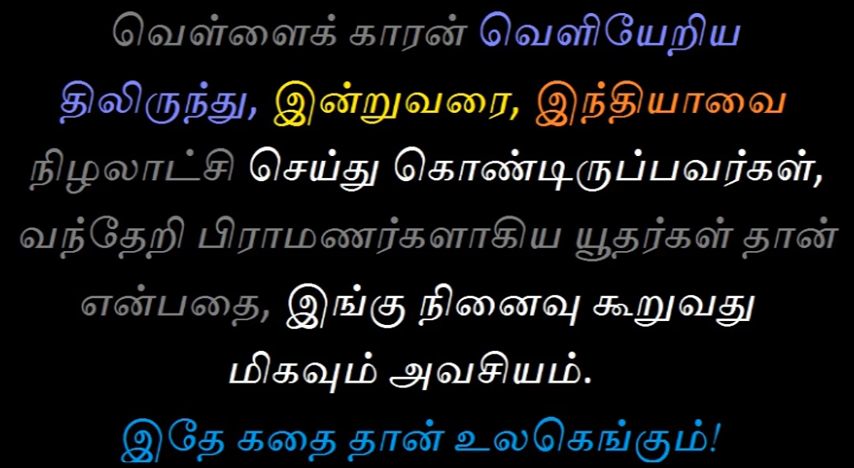 வெள்ளைக் காரன் வெளியேறிய
திலிருந்து, இன்றுவரை, இந்தியாவை
நிழலாட்சி செய்து கொண்டிருப்பவர்கள்,
வந்தேறி பிராமணர்களாகிய யூதர்கள் தான்
என்பதை, இங்கு நினைவு கூறுவது
மிகவும் அவசியம்.
இதே கதை தான் உலகெங்கும்!